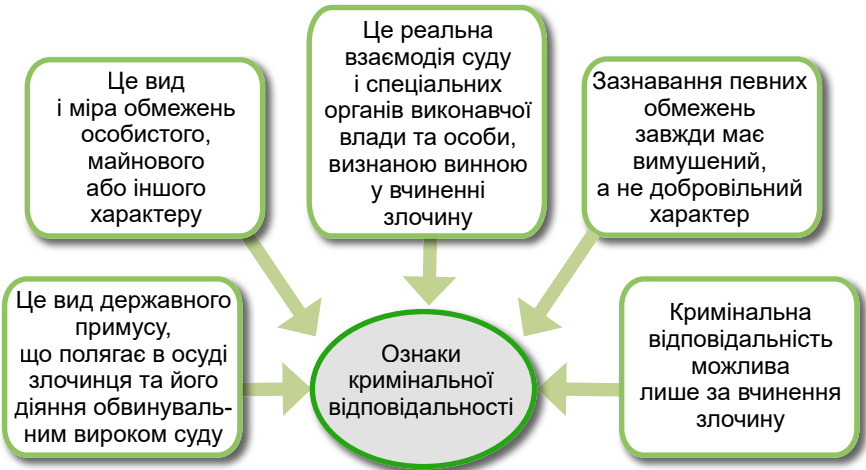 Це вид
і міра обмежень
особистого,
майнового
або іншого
характеру
Це реальна
взаємодія суду
і спеціальних
органів виконавчої
влади та особи,
визнаною винною
у вчиненні
злочину
Зазнавання певних
обмежень
завжди має
вимушений,
а не добровільний
характер
Це вид державного
примусу,
що полягає в осуді
злочинця та його
діяння обвинуваль-
ним вироком суду
Ознаки
кримінальної
відповідальності
Кримінальна
відповідальність
можлива
лише за вчинення
злочину